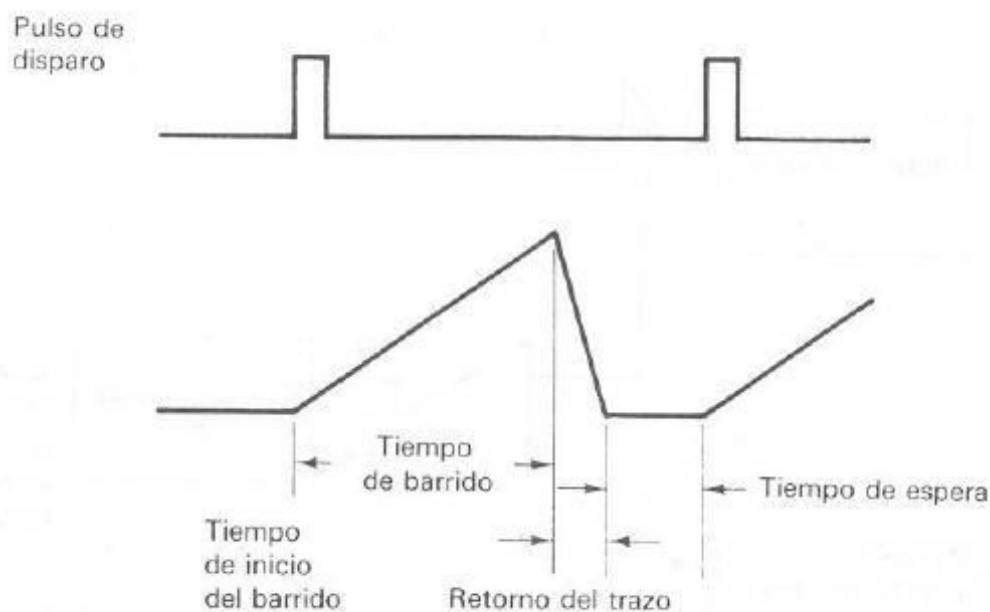 Pulso de
disparo
Tiempo
de barrido
Tiempo de espera
Tiempo
de inicio
del barrido
Retorno del trazo